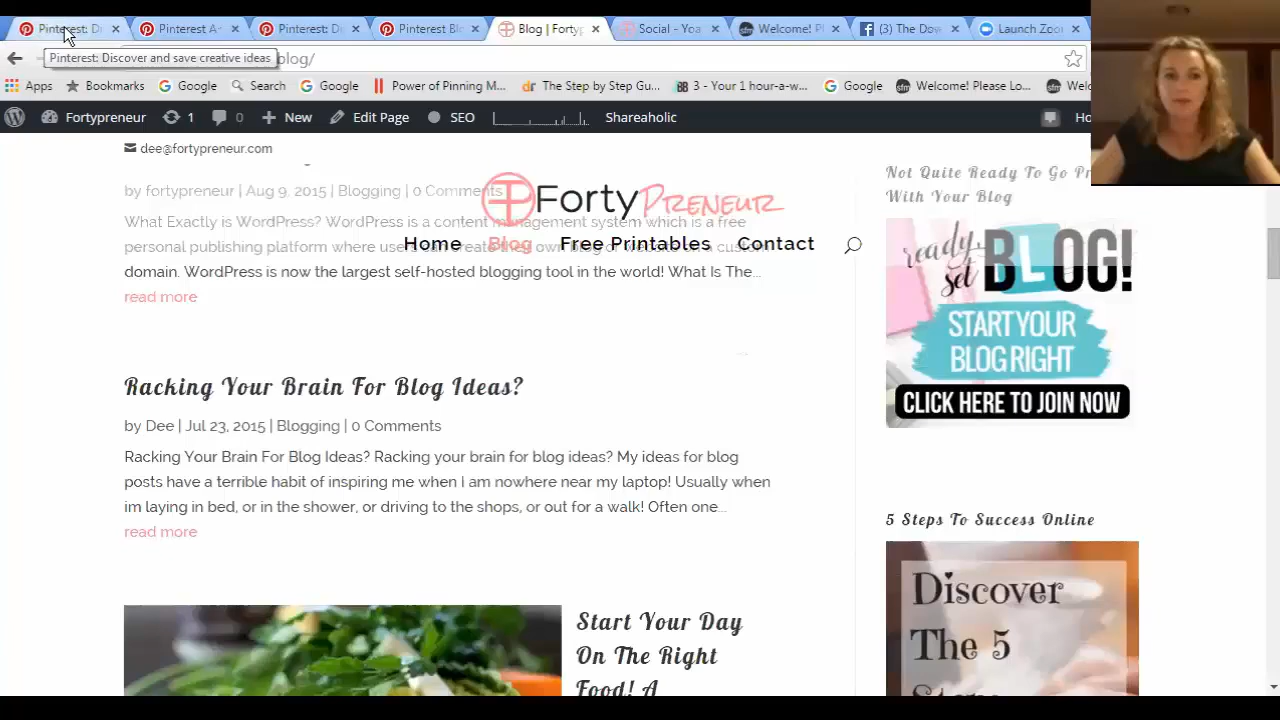 Pinterest: Di
Pinterest A
Pinterest: Di
Pinterest Bl
Blog | Fortyp
Social - Yoa
Welcome! Pl
(3) The Dow
Launch Zoo
Pinterest: Discover and save creative ideas
blog/
Apps
Bookmarks
Google
Search
Google
Power of Pinning M...
The Step by Step Gu...
3 - Your 1 hour-a-w...
Google
Welcome! Please Lo...
Welc
Fortypreneur
1
0
New
Edit Page
SEO
Shareaholic
Ho
dee@fortypreneur.com
by fortypreneur | Aug 9, 2015 | Blogging | 0 Comments
FortyPreneur
What Exactly is WordPress? WordPress is a content management system which is a free
Home
Blog
Free Printables
Contact
domain. WordPress is now the largest self-hosted blogging tool in the world! What Is The...
read more
Racking Your Brain For Blog Ideas?
by Dee | Jul 23, 2015 | Blogging | 0 Comments
Racking Your Brain For Blog Ideas? Racking your brain for blog ideas? My ideas for blog
posts have a terrible habit of inspiring me when i am nowhere near my laptop! Usually when
im laying in bed, or in the shower, or driving to the shops, or out for a walk! Often one...
read more
Start Your Day
On The Right
Food! A
Not Quite Ready To Go Pr
With Your Blog
ready,
set BLOG!
START YOUR
BLOG RIGHT
CLICK HERE TO JOIN NOW
5 Steps To Success Online
Discover
The 5
Steps